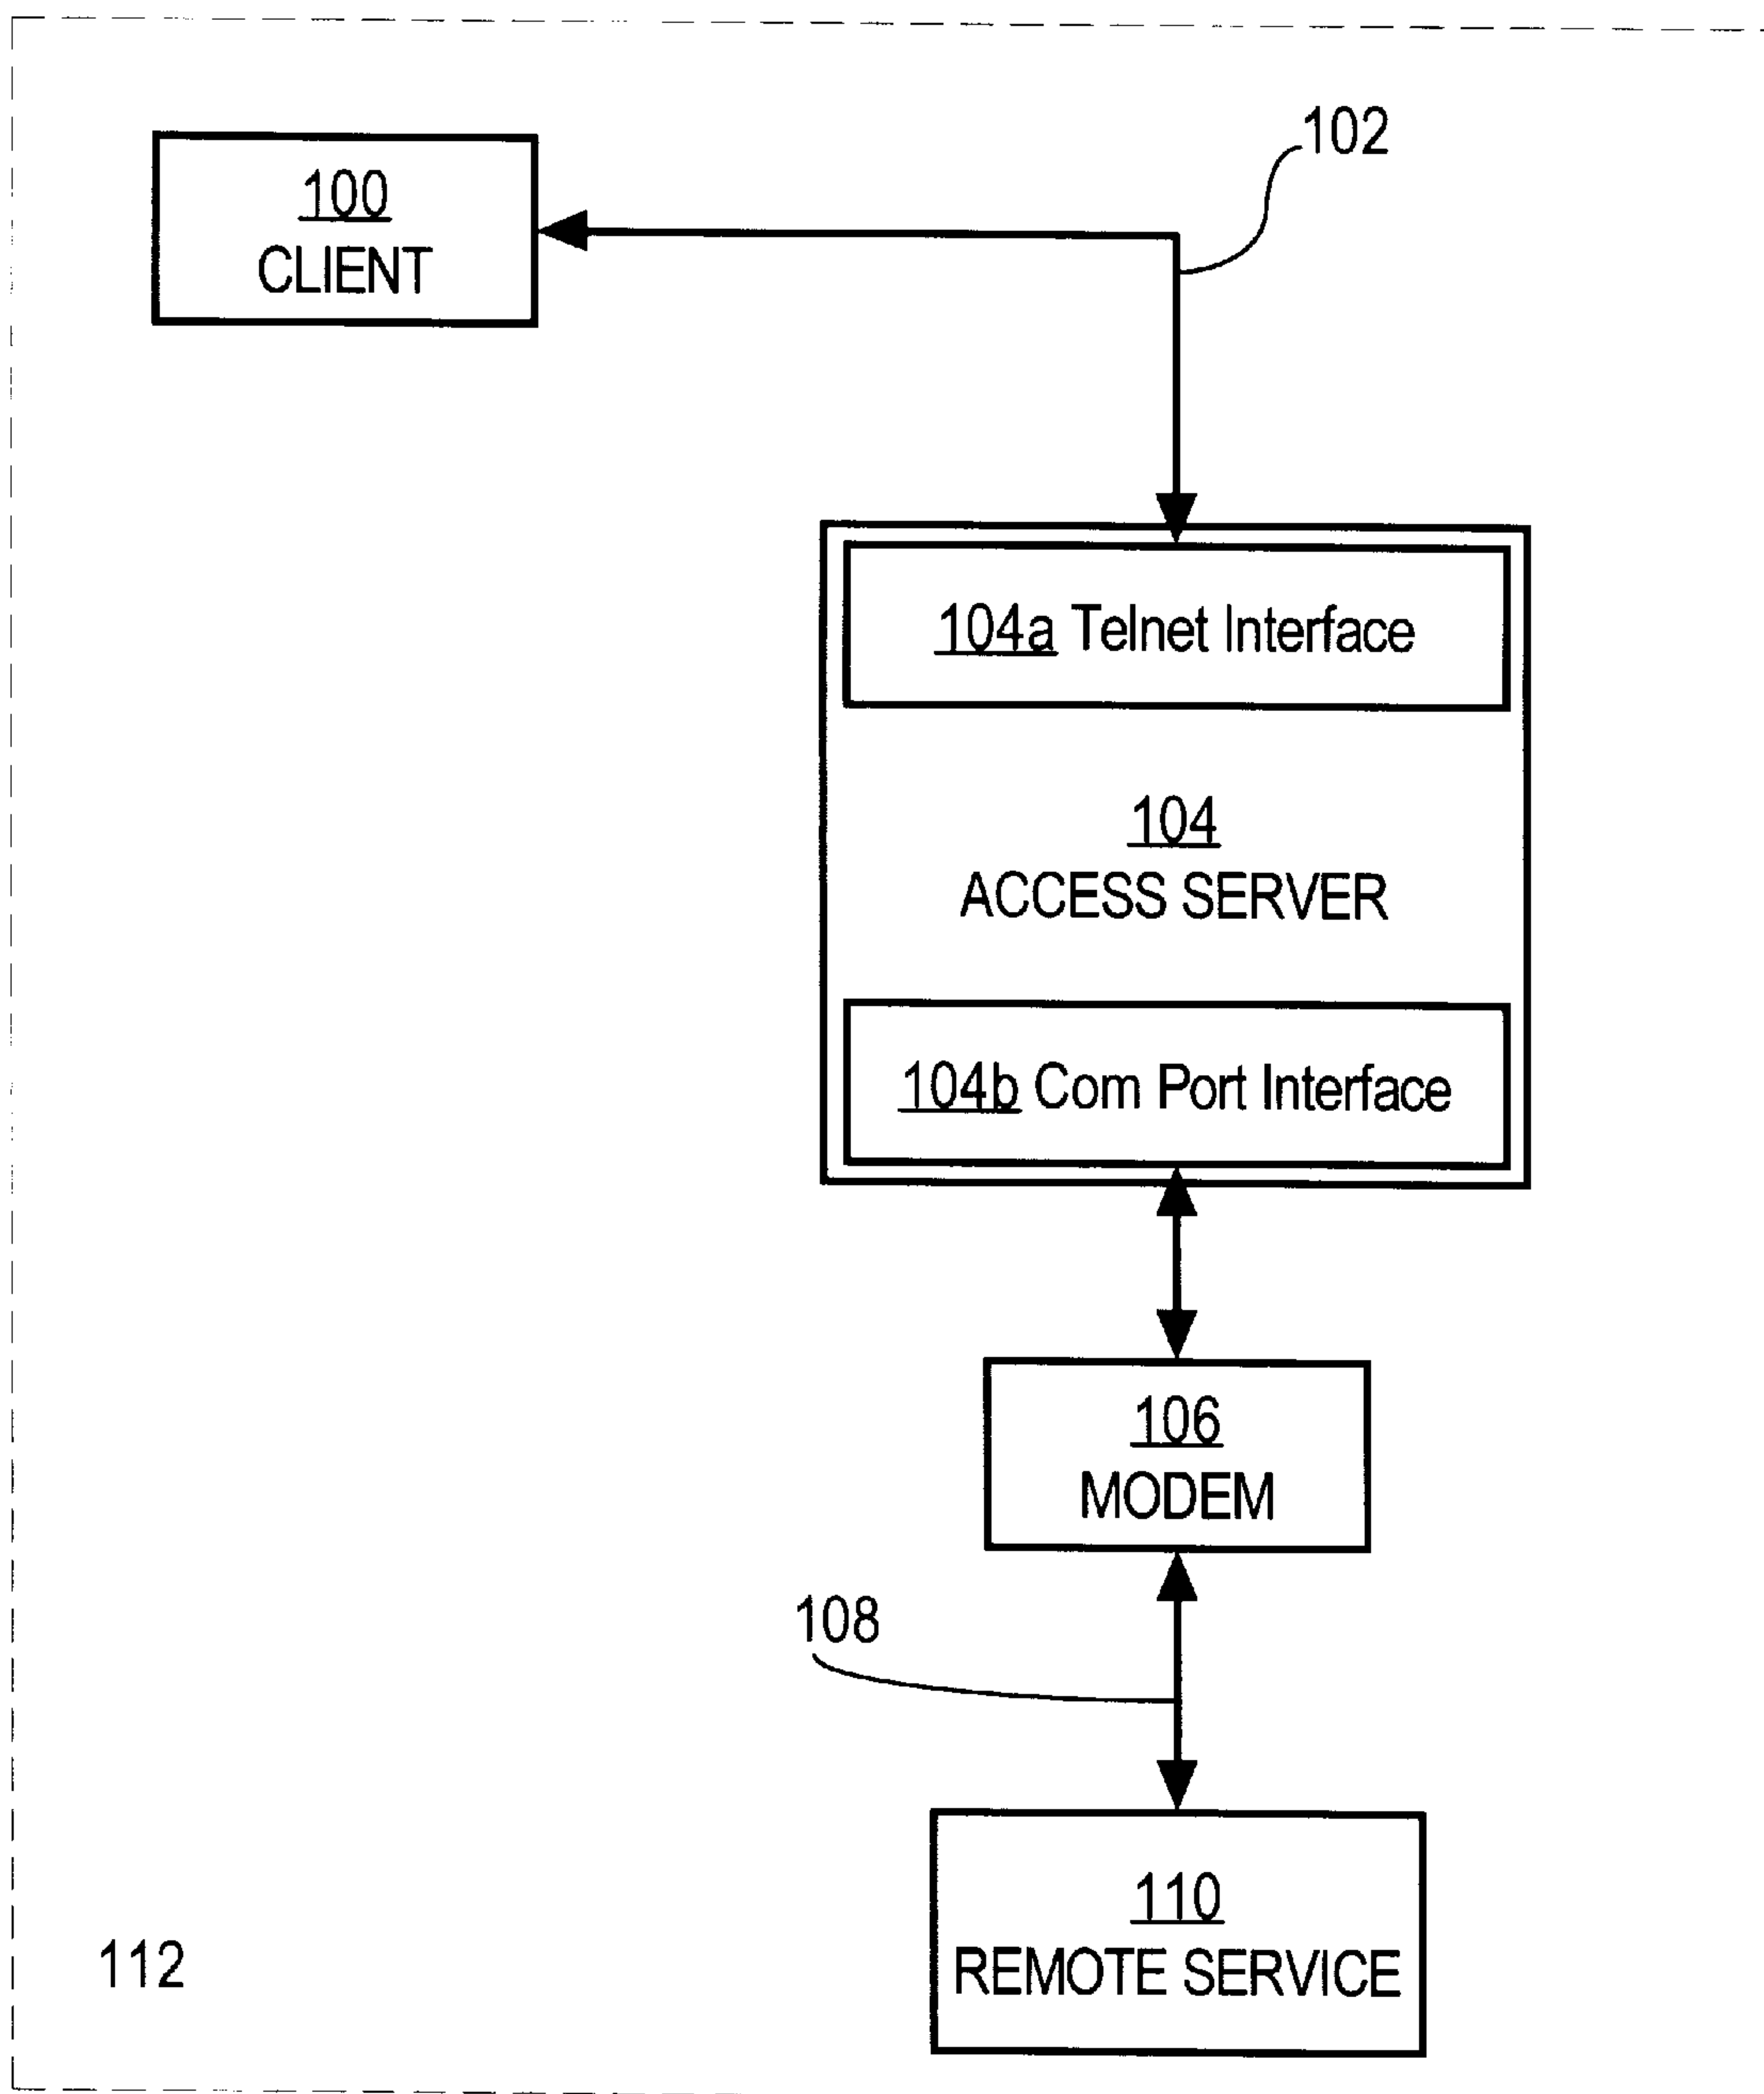 102
100
CLIENT
104a Telnet Interface
104
ACCESS SERVER
104b Com Port Interface
106
MODEM
108
110
REMOTE SERVICE
112